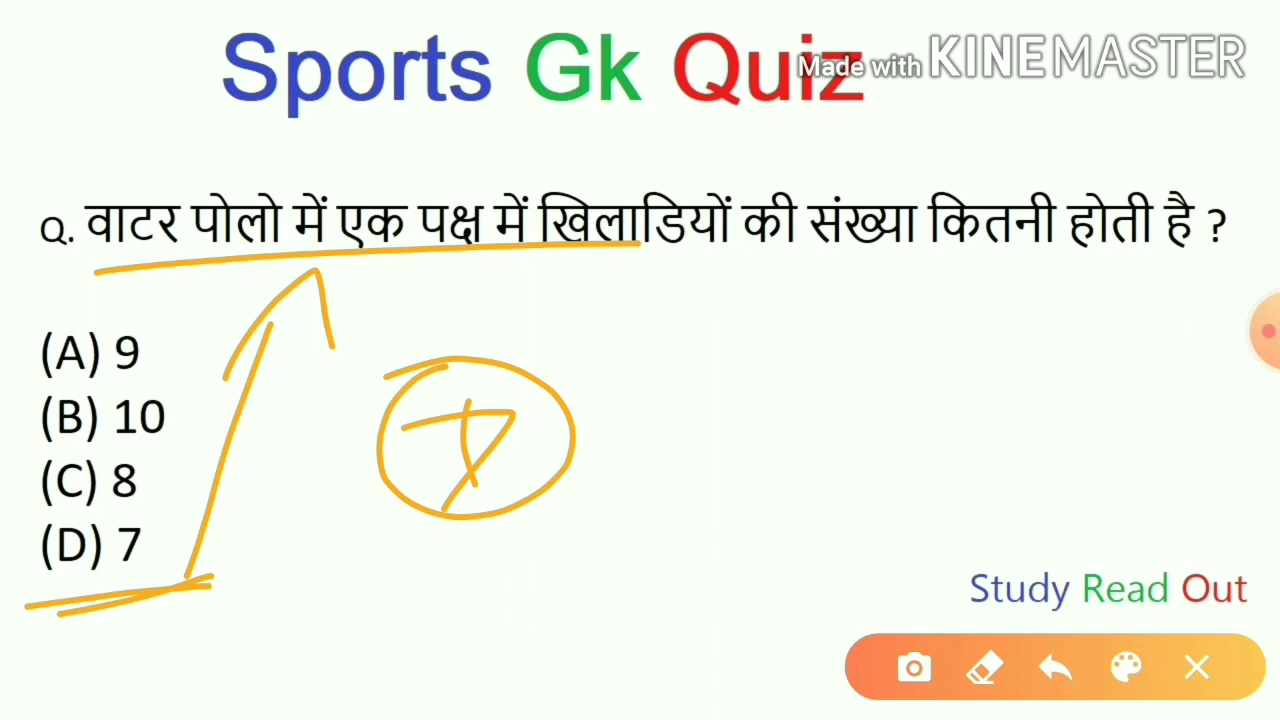 Sports Gk Quiz
Made with KINEMASTER
Q. वाटर पोलो में एक पक्ष में खिलाडियों की संख्या कितनी होती है ?
(A) 9
(B) 10
(C) 8
(D) 7
7
Study Read Out